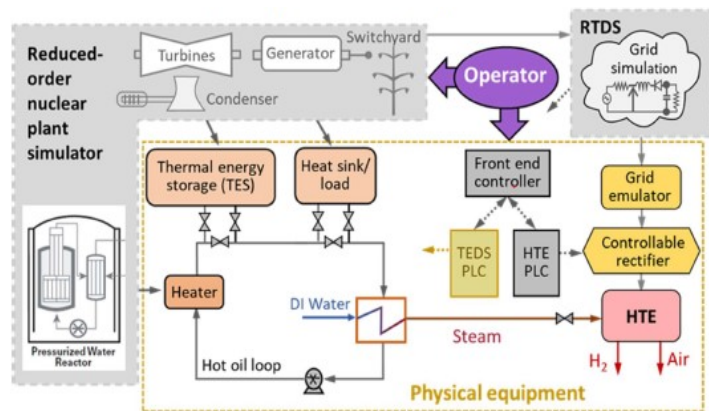 Reduced-
order
nuclear
plant
simulator
Turbines
Generator
Switchyard
Condenser
Operator
RTDS
Grid
simulation
Thermal energy
storage (TES)
Heat sink/
load
Front end
controller
Grid
emulator
TEDS
PLC
HTE
PLC
Controllable
rectifier
Heater
DI Water
Steam
HTE
H2
Air
Hot oil loop
Pressurized Water
Reactor
Physical equipment